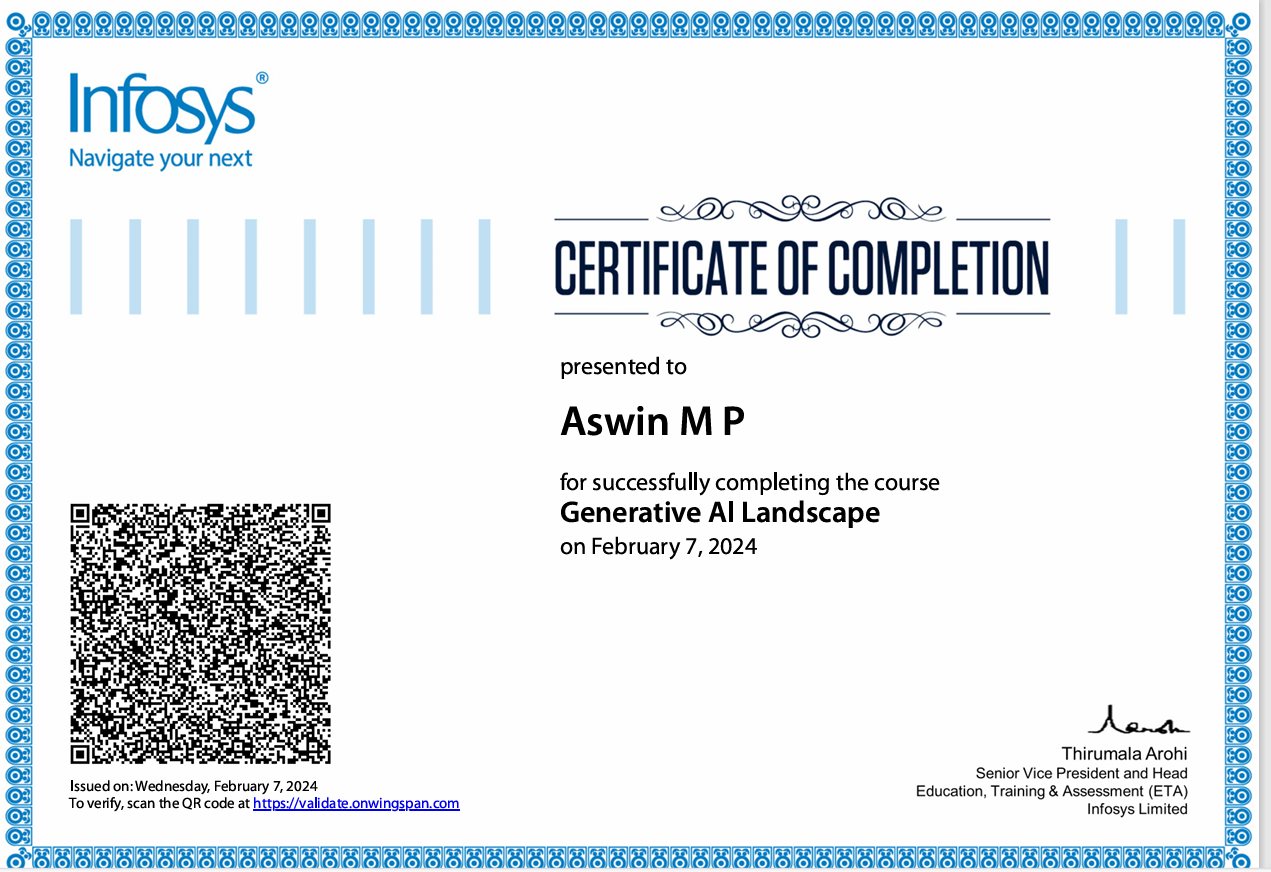 Infosys®
Navigate your next
CERTIFICATE OF COMPLETION
presented to
Aswin M P
for successfully completing the course
Generative AI Landscape
on February 7, 2024
Issued on: Wednesday, February 7, 2024
To verify, scan the QR code at https://validate.onwingspan.com
Thirumala Arohi
Senior Vice President and Head
Education, Training & Assessment (ETA)
Infosys Limited